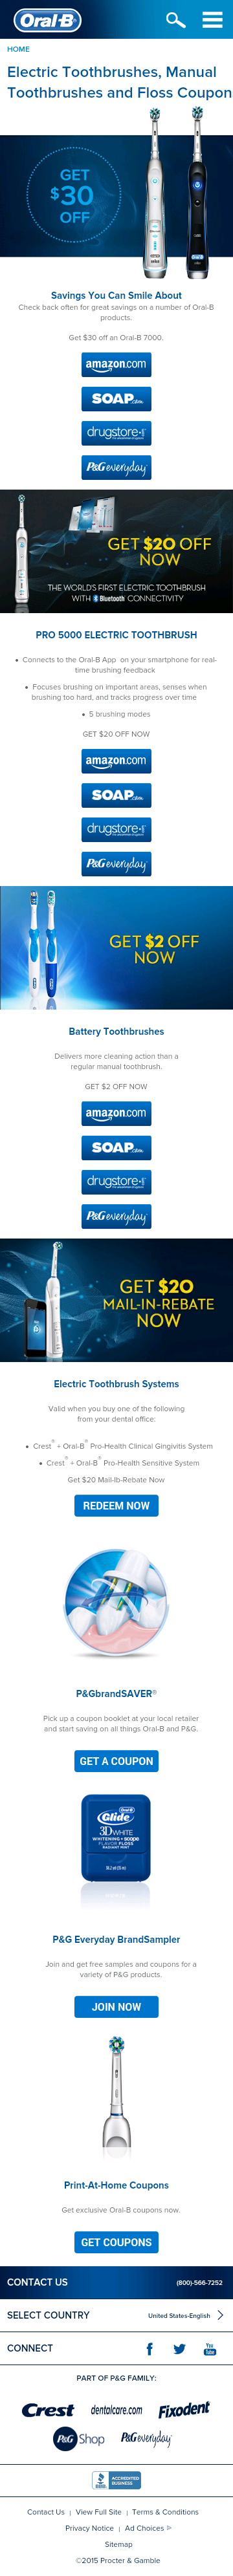 Oral-B
HOME
Electric Toothbrushes, Manual
Toothbrushes and Floss Coupon
GET
$30
OFF
Savings You Can Smile About
Check back often for great savings on a number of Oral-B
products.
Get $30 off an Oral-B 7000.
amazon.com
SOAP.com
drugstore
P&G everyday
GET $20 OFF
NOW
THE WORLD'S FIRST ELECTRIC TOOTHBRUSH
WITH Bluetooth CONNECTIVITY
PRO 5000 ELECTRIC TOOTHBRUSH
• Connects to the Oral-B App on your smartphone for real-
time brushing feedback
• Focuses brushing on important areas, senses when
brushing too hard, and tracks progress over time
• 5 brushing modes
GET $20 OFF NOW
amazon.com
SOAP.com
drugstore
P&G everyday
GET $2 OFF
NOW
Battery Toothbrushes
Delivers more cleaning action than a
regular manual toothbrush.
GET $2 OFF NOW
amazon.com
SOAP.com
drugstore
P&G everyday
GET $20
MAIL-IN-REBATE
NOW
Electric Toothbrush Systems
Valid when you buy one of the following
from your dental office:
• Crest® + Oral-B® Pro-Health Clinical Gingivitis System
• Crest® + Oral-B® Pro-Health Sensitive System
Get $20 Mail-Ib-Rebate Now
REDEEM NOW
P&GbrandSAVER®
Pick up a coupon booklet at your local retailer
and start saving on all things Oral-B and P&G.
GET A COUPON
Oral-B
Glide
3D WHITE
WHITENING + SCOPE
FLAVOR FLOSS
RADIANT MINT
P&G Everyday BrandSampler
Join and get free samples and coupons for a
variety of P&G products.
JOIN NOW
Print-At-Home Coupons
Get exclusive Oral-B coupons now.
GET COUPONS
CONTACT US (800)-566-7252
SELECT COUNTRY United States-English
CONNECT
You Tube
PART OF P&G FAMILY:
Crest dentalcare.com Fixodent
P&G Shop P&G everyday
BBB ACCREDITED BUSINESS
Contact Us | View Full Site | Terms & Conditions
Privacy Notice | Ad Choices
Sitemap
©2015 Procter & Gamble